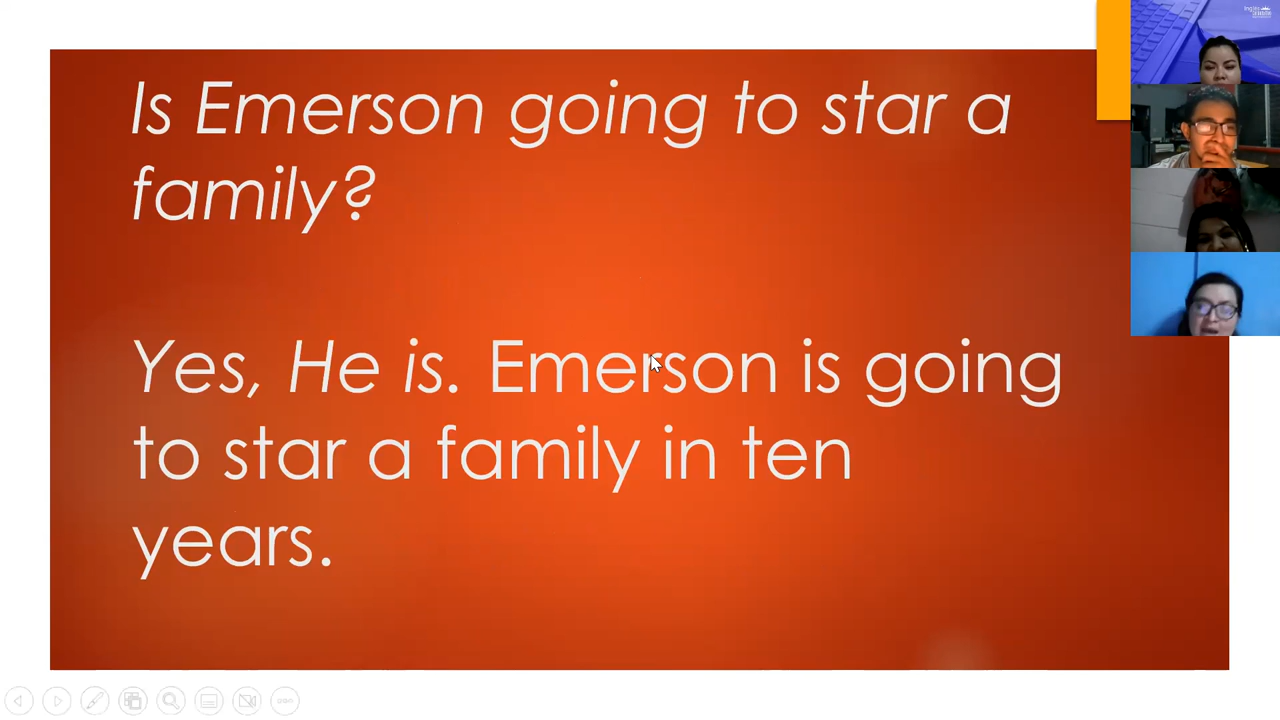 Is Emerson going to star a
family?
Yes, He is. Emerson is going
to star a family in ten
years.